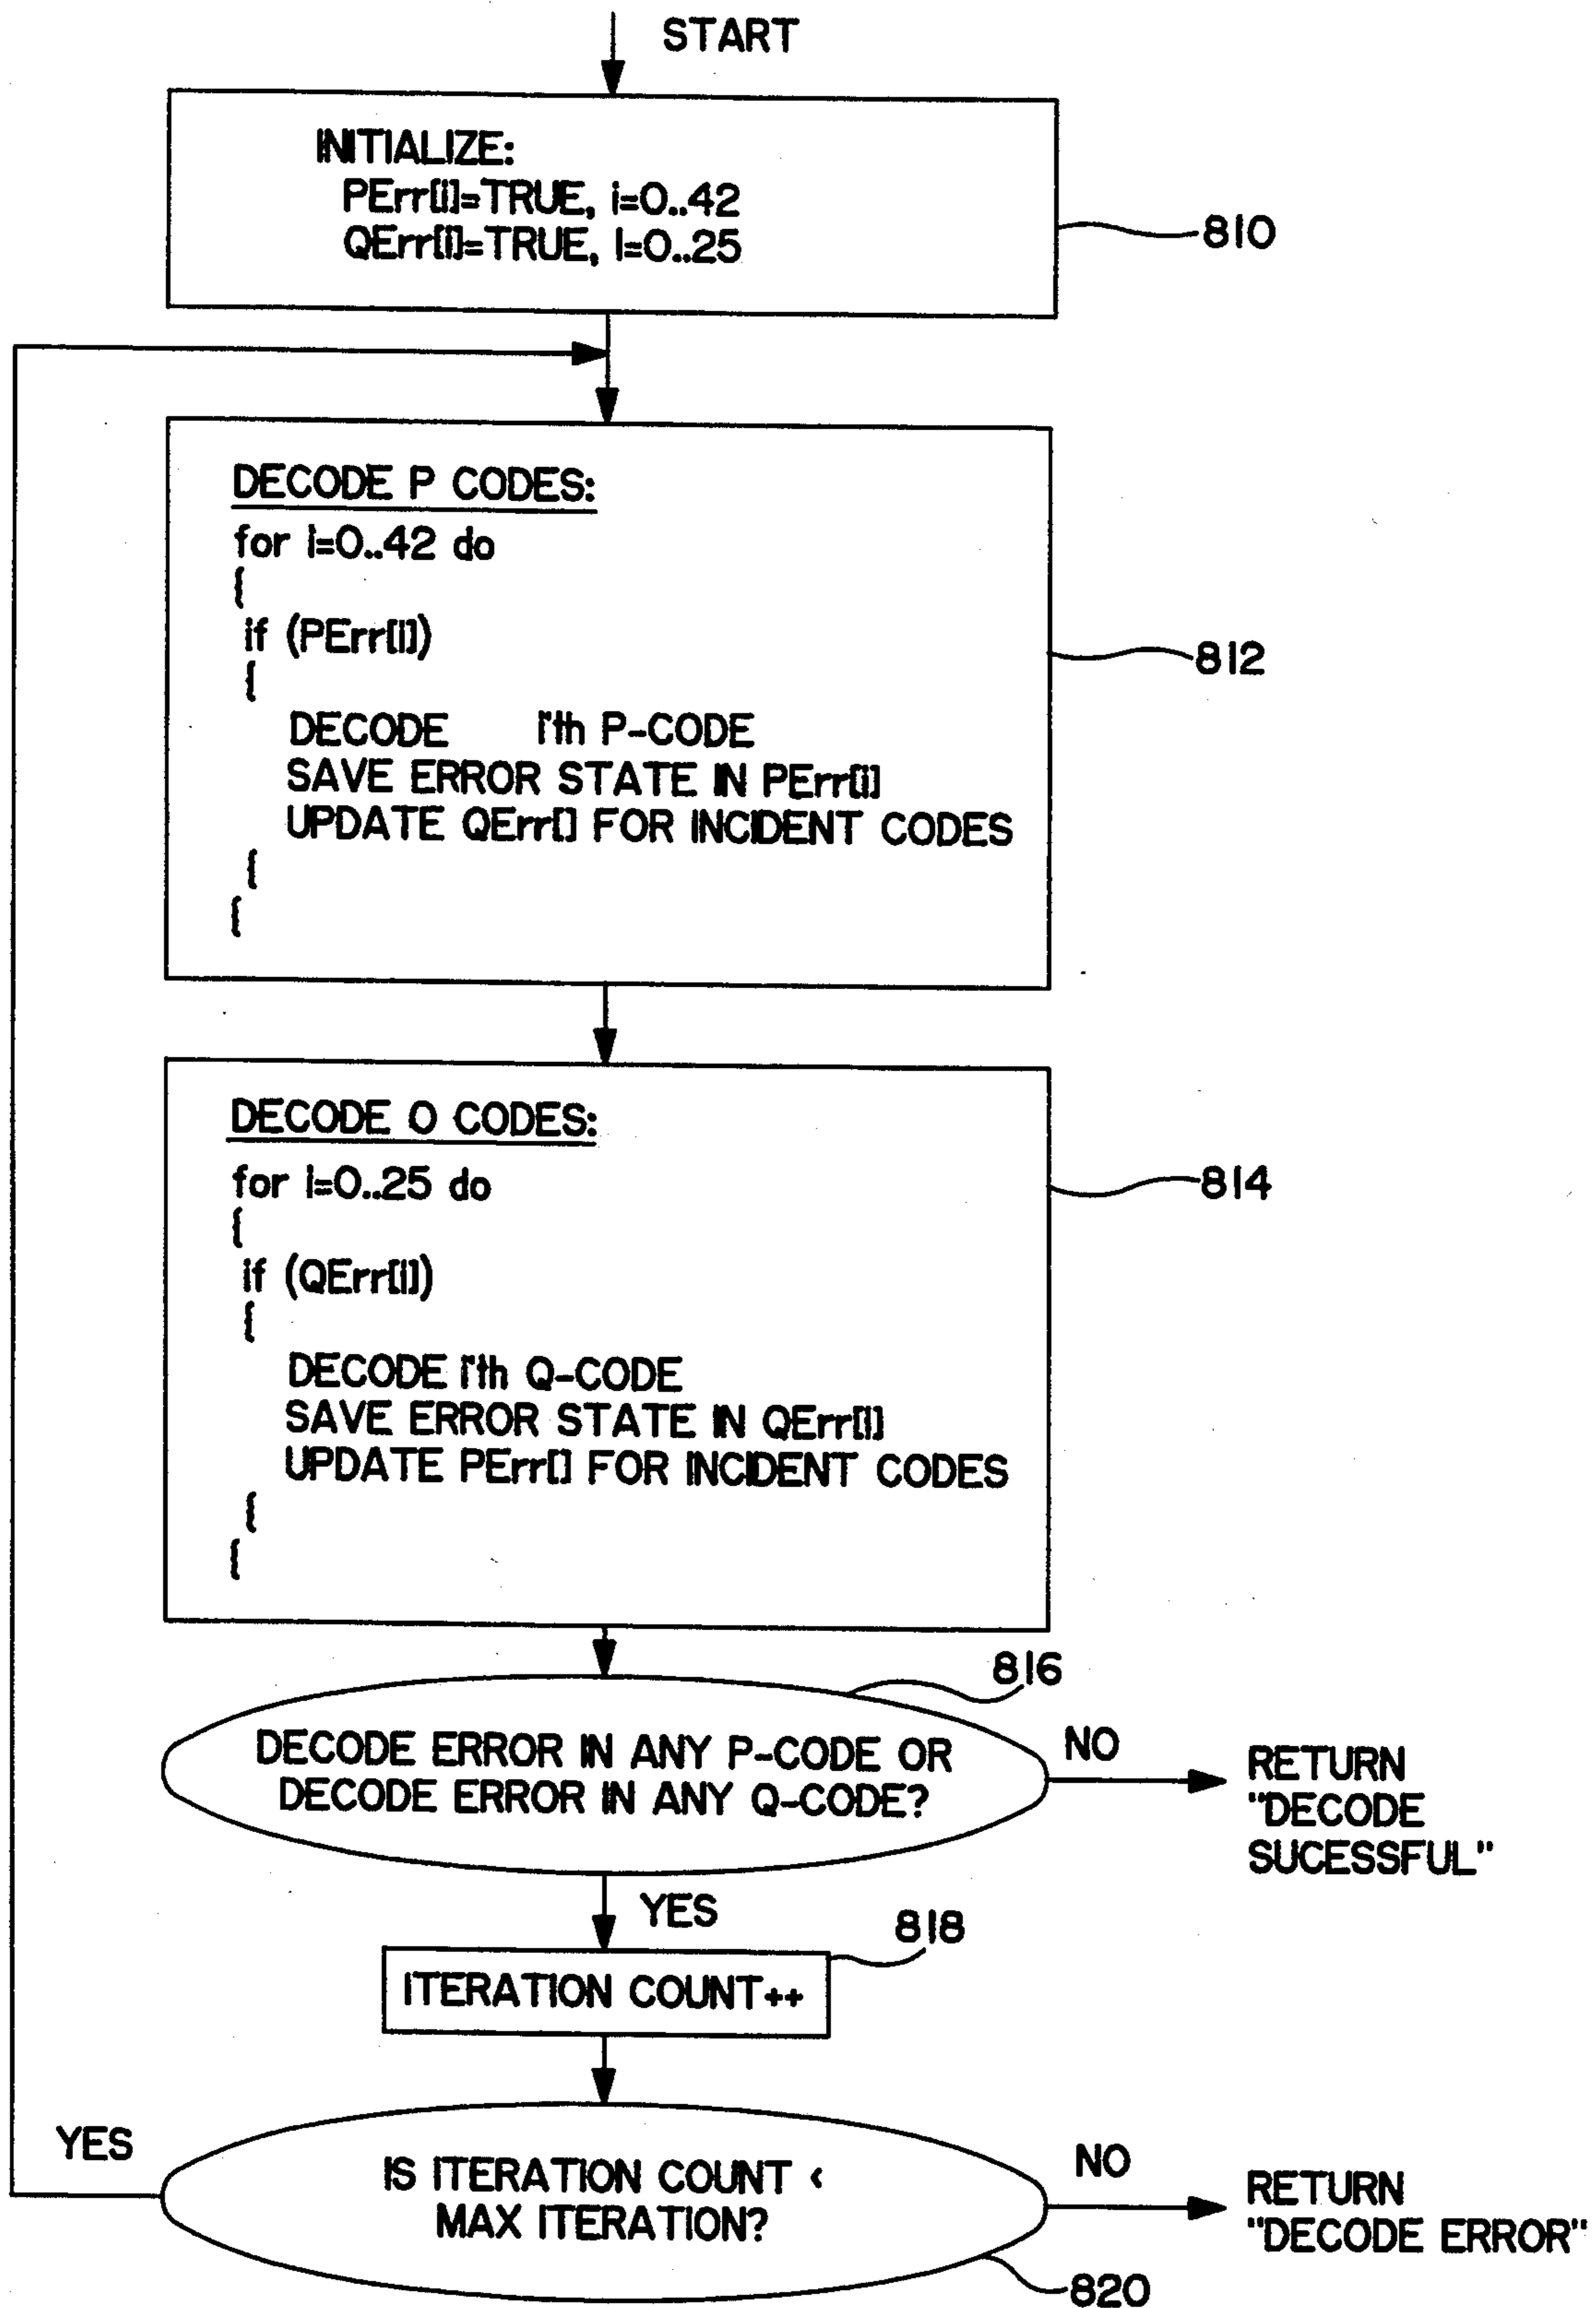 START
INITIALIZE:
PErr[i]=TRUE, i=0..42
QErr[i]=TRUE, i=0..25
810
DECODE P CODES:
for i=0..42 do
{
if (PErr[i])
{
DECODE i'th P-CODE
SAVE ERROR STATE IN PErr[i]
UPDATE QErr[] FOR INCIDENT CODES
{
{
812
DECODE O CODES:
for i=0..25 do
{
if (QErr[i])
{
DECODE i'th Q-CODE
SAVE ERROR STATE IN QErr[i]
UPDATE PErr[] FOR INCIDENT CODES
{
{
814
816
DECODE ERROR IN ANY P-CODE OR
DECODE ERROR IN ANY Q-CODE?
NO
RETURN
"DECODE
SUCESSFUL"
YES
818
ITERATION COUNT++
YES
IS ITERATION COUNT <
MAX ITERATION?
NO
RETURN
"DECODE ERROR"
820